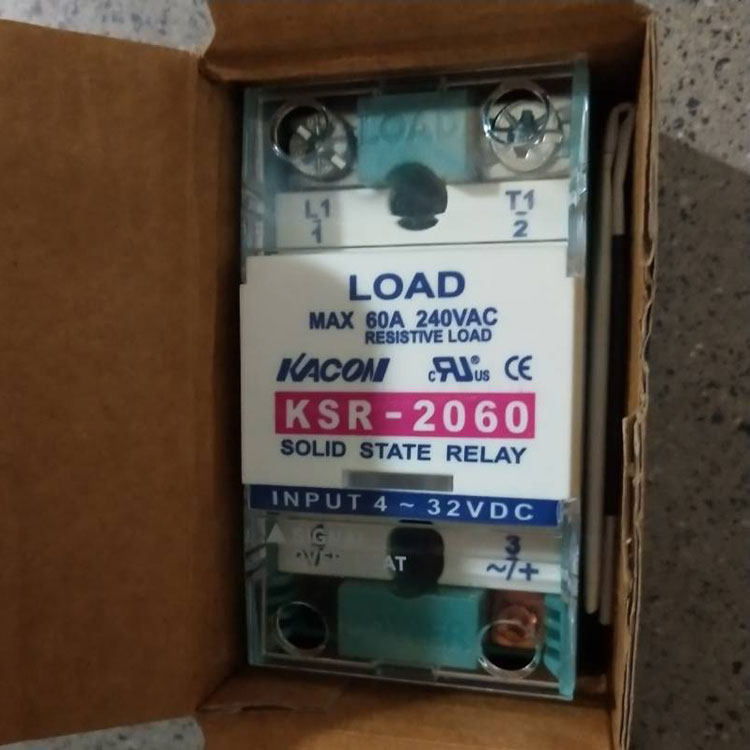 LOAD
L1 T1
1 2
LOAD
MAX 60A 240VAC
RESISTIVE LOAD
KACON cRUus® CE
KSR-2060
SOLID STATE RELAY
INPUT 4 ~ 32VDC
3
~/+